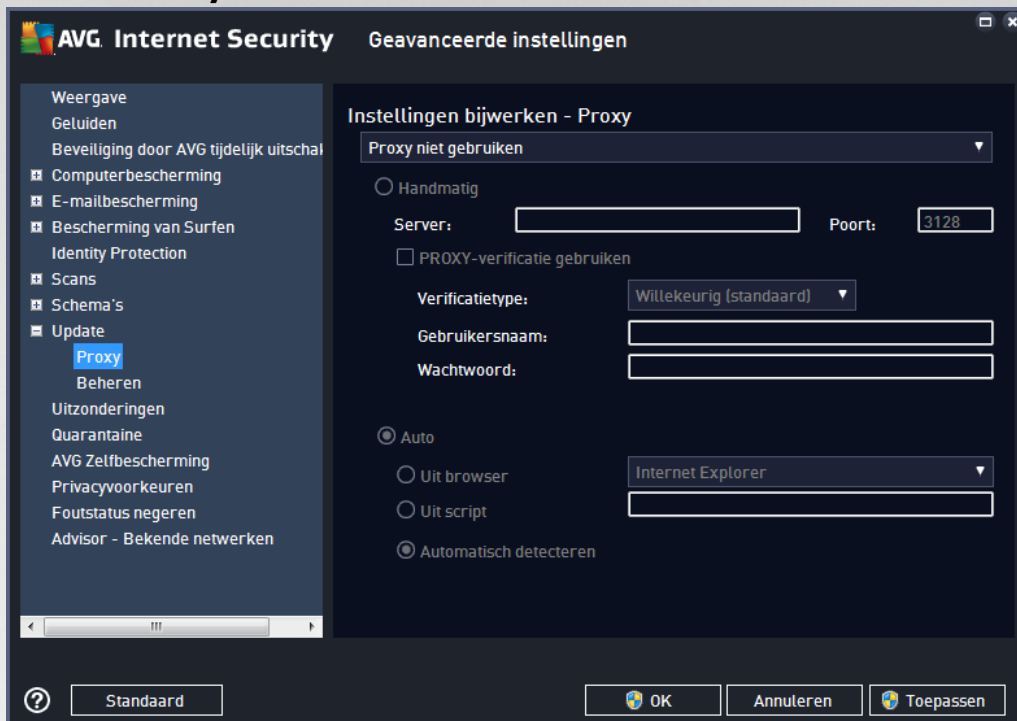 AVG Internet Security Geavanceerde instellingen
Weergave
Geluiden
Beveiliging door AVG tijdelijk uitschak
Computerbescherming
E-mailbescherming
Bescherming van Surfen
Identity Protection
Scans
Schema's
Update
Proxy
Beheren
Uitzonderingen
Quarantaine
AVG Zelfbescherming
Privacyvoorkeuren
Foutstatus negeren
Advisor - Bekende netwerken
Instellingen bijwerken - Proxy
Proxy niet gebruiken
Handmatig
Server: Poort: 3128
PROXY-verificatie gebruiken
Verificatietype: Willekeurig (standaard)
Gebruikersnaam:
Wachtwoord:
Auto
Uit browser Internet Explorer
Uit script
Automatisch detecteren
? Standaard OK Annuleren Toepassen